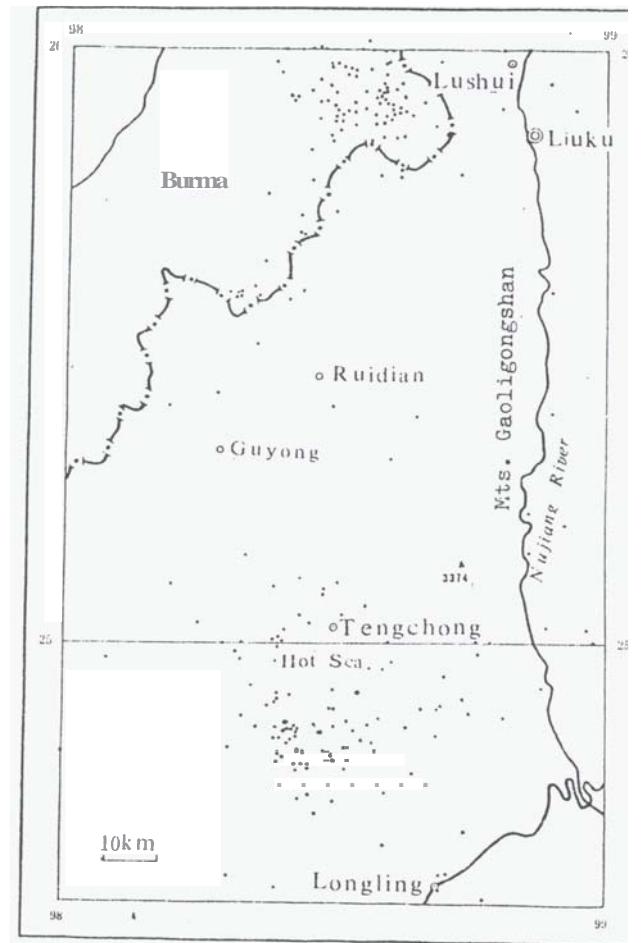 98
99
26
Lushui
Liuku
Burma
Mts. Gaoligongshan
Ruidian
Guyong
Nujiang River
3374
Tengchong
25
Hot Sea
10km
Longling
98
99